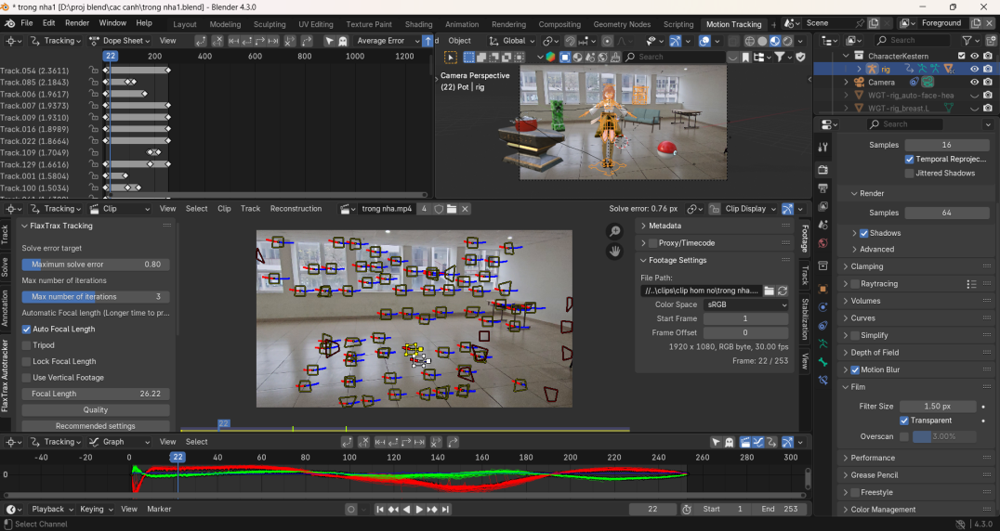 * trong nha1 [D:\proj blend\cac canh\trong nha1.blend] - Blender 4.3.0
File Edit Render Window Help
Layout Modeling Sculpting UV Editing Texture Paint Shading Animation Rendering Compositing Geometry Nodes Scripting Motion Tracking +
Scene
Foreground
Tracking Dope Sheet View Average Error
Object Global
Search
22 200 400 600 800 1000 1200
Track.054 (2.3611)
Track.085 (2.1843)
Track.006 (1.9617)
Track.007 (1.9373)
Track.009 (1.9310)
Track.016 (1.8989)
Track.022 (1.8664)
Track.109 (1.7049)
Track.129 (1.6616)
Track.001 (1.5804)
Track.100 (1.5034)
Search
Camera Perspective
(22) Pot | rig
CharacterKestern
rig
Camera
WGT-rig_auto-face-hea
WGT-rig_breast.L
Search
Samples 16
Temporal Reprojec...
Jittered Shadows
Render
Samples 64
Shadows
Advanced
Clamping
Raytracing
Volumes
Curves
Simplify
Depth of Field
Motion Blur
Film
Filter Size 1.50 px
Transparent
Overscan 3.00%
Performance
Grease Pencil
Freestyle
Color Management
Clip View Select Clip Track Reconstruction trong nha.mp4 4 Solve error: 0.76 px Clip Display
Track
Solve
Annotation
FlaxTrax Autotracker
FlaxTrax Tracking
Solve error target
Maximum solve error 0.80
Max number of iterations
Max number of iterations 3
Automatic Focal length (Longer time to pr...
Auto Focal Length
Tripod
Lock Focal Length
Use Vertical Footage
Focal Length 26.22
Quality
Recommended settings
22
Metadata
Proxy/Timecode
Footage Settings
File Path:
//..\clips\clip hom no\trong nha....
Color Space sRGB
Start Frame 1
Frame Offset 0
1920 x 1080, RGB byte, 30.00 fps
Frame: 22 / 253
Footage
Track
Stabilization
View
Tracking Graph View Select
-40 -20 0 22 40 60 80 100 120 140 160 180 200 220 240 260 280 300
0
Playback Keying View Marker 22 Start 1 End 253
Select Channel 4.3.0